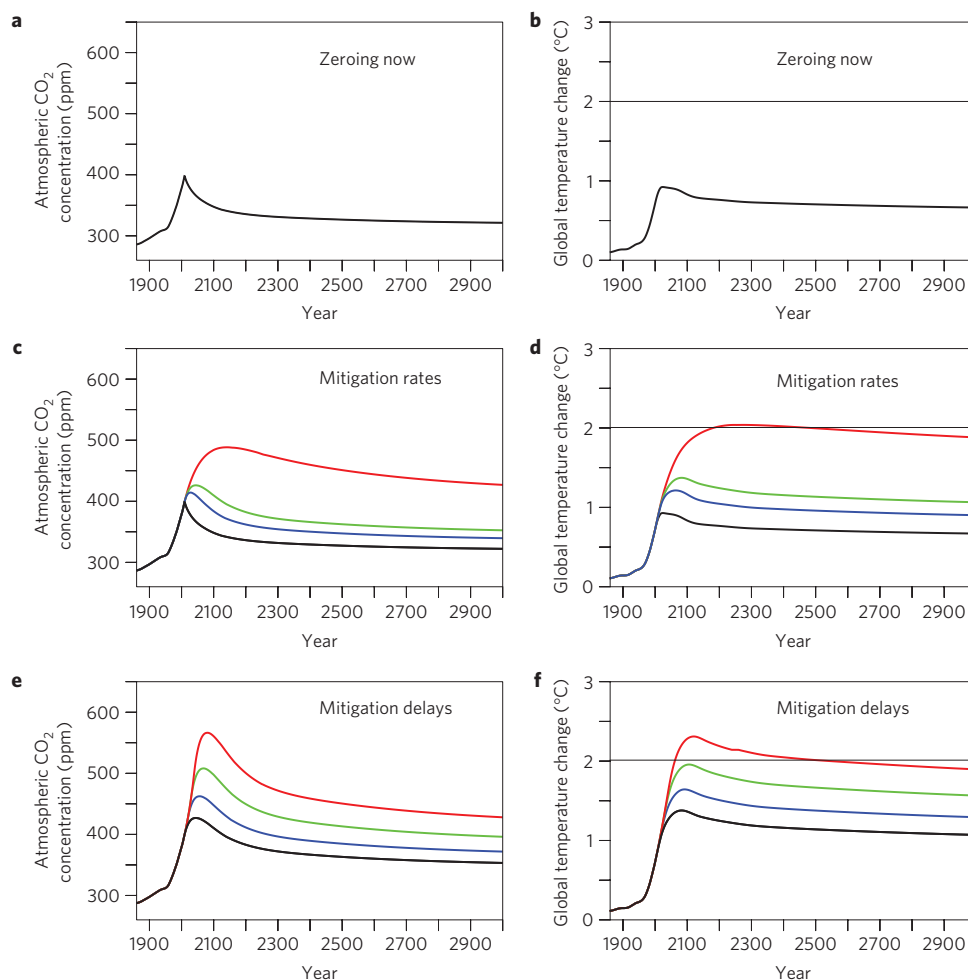 a
Zeroing now
Atmospheric CO2
concentration (ppm)
600
500
400
300
1900 2100 2300 2500 2700 2900
Year
b
Zeroing now
Global temperature change (°C)
3
2
1
0
1900 2100 2300 2500 2700 2900
Year
c
Mitigation rates
Atmospheric CO2
concentration (ppm)
600
500
400
300
1900 2100 2300 2500 2700 2900
Year
d
Mitigation rates
Global temperature change (°C)
3
2
1
0
1900 2100 2300 2500 2700 2900
Year
e
Mitigation delays
Atmospheric CO2
concentration (ppm)
600
500
400
300
1900 2100 2300 2500 2700 2900
Year
f
Mitigation delays
Global temperature change (°C)
3
2
1
0
1900 2100 2300 2500 2700 2900
Year